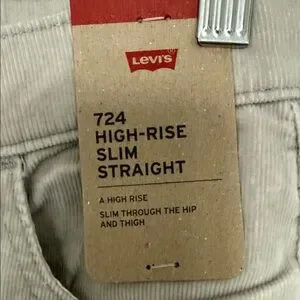 Levi's
724
HIGH-RISE
SLIM
STRAIGHT
A HIGH RISE
SLIM THROUGH THE HIP
AND THIGH